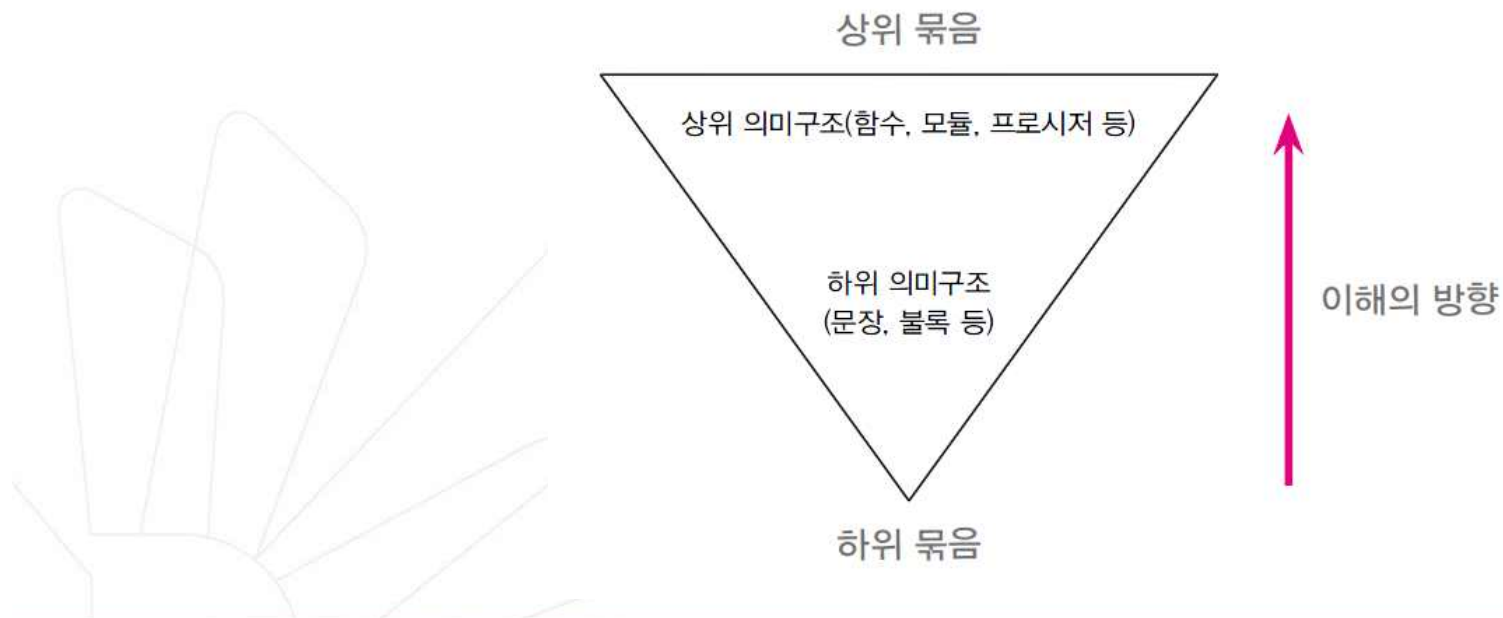 상위 묶음
상위 의미구조(함수, 모듈, 프로시저 등)
하위 의미구조
(문장, 불록 등)
이해의 방향
하위 묶음